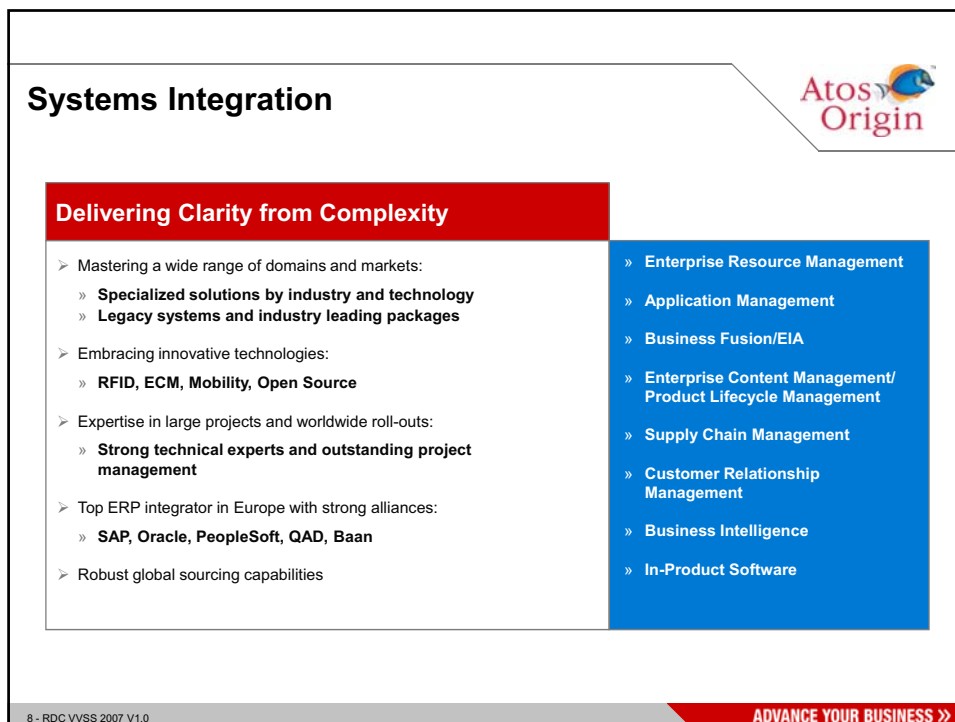 Systems Integration
Atos
Origin
Delivering Clarity from Complexity
➢ Mastering a wide range of domains and markets:
» Specialized solutions by industry and technology
» Legacy systems and industry leading packages
➢ Embracing innovative technologies:
» RFID, ECM, Mobility, Open Source
➢ Expertise in large projects and worldwide roll-outs:
» Strong technical experts and outstanding project
management
➢ Top ERP integrator in Europe with strong alliances:
» SAP, Oracle, PeopleSoft, QAD, Baan
➢ Robust global sourcing capabilities
» Enterprise Resource Management
» Application Management
» Business Fusion/EIA
» Enterprise Content Management/
Product Lifecycle Management
» Supply Chain Management
» Customer Relationship
Management
» Business Intelligence
» In-Product Software
8 - RDC VVSS 2007 V1.0
ADVANCE YOUR BUSINESS »